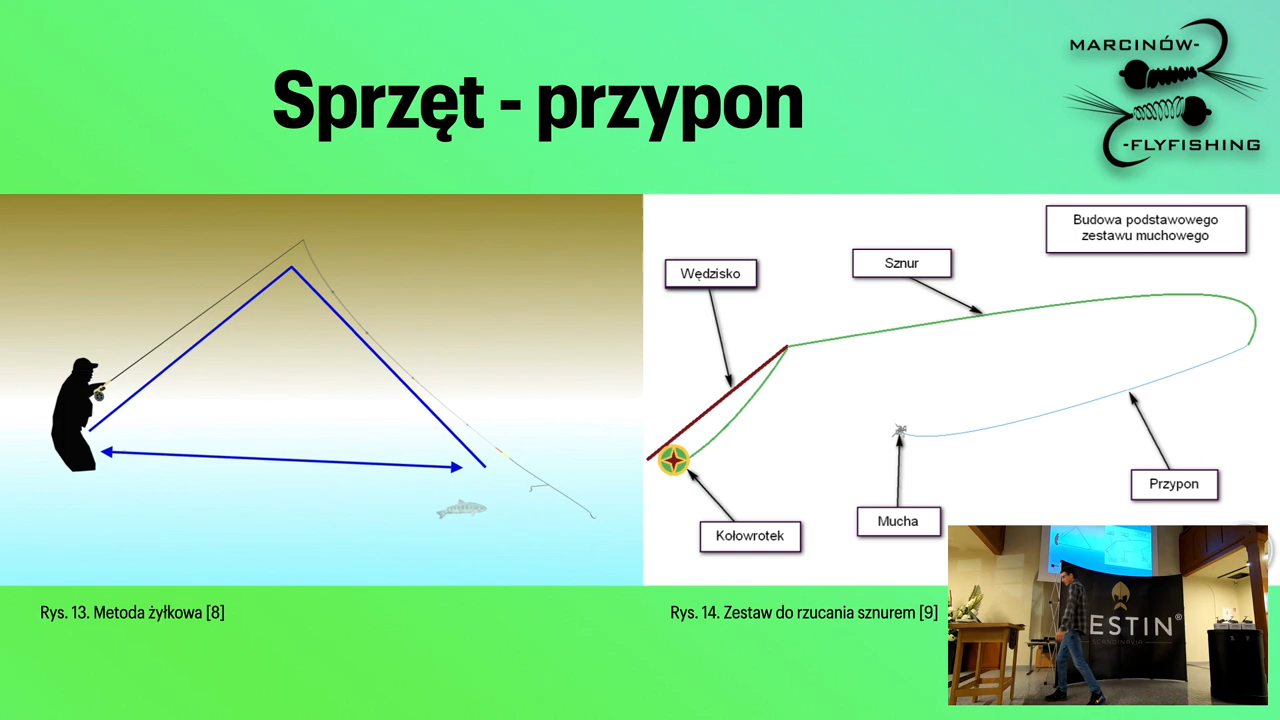 Sprzęt - przypon
MARCINÓW-
-FLYFISHING
Budowa podstawowego
zestawu muchowego
Sznur
Wędzisko
Przypon
Mucha
Kołowrotek
Rys. 13. Metoda żyłkowa [8]
Rys. 14. Zestaw do rzucania sznurem [9]
ESTIN®
SCANDINAVIA